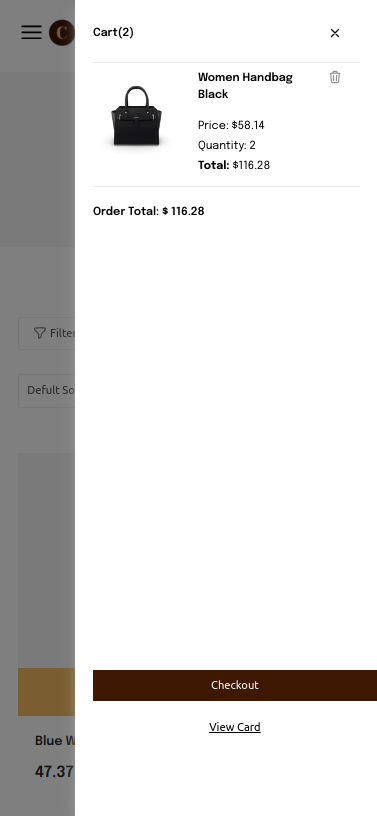 C
Cart(2)
Women Handbag
Black
Price: $58.14
Quantity: 2
Total: $116.28
Order Total: $ 116.28
Filter
Defult So
Checkout
View Card
Blue W
47.37